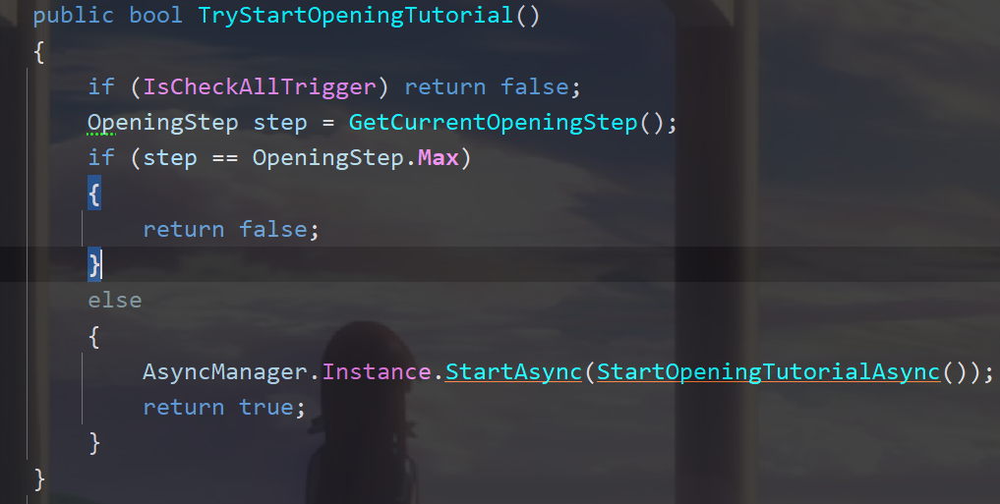 public bool TryStartOpeningTutorial()
{
if (IsCheckAllTrigger) return false;
OpeningStep step = GetCurrentOpeningStep();
if (step == OpeningStep.Max)
{
return false;
}
else
{
AsyncManager.Instance.StartAsync(StartOpeningTutorialAsync());
return true;
}
}